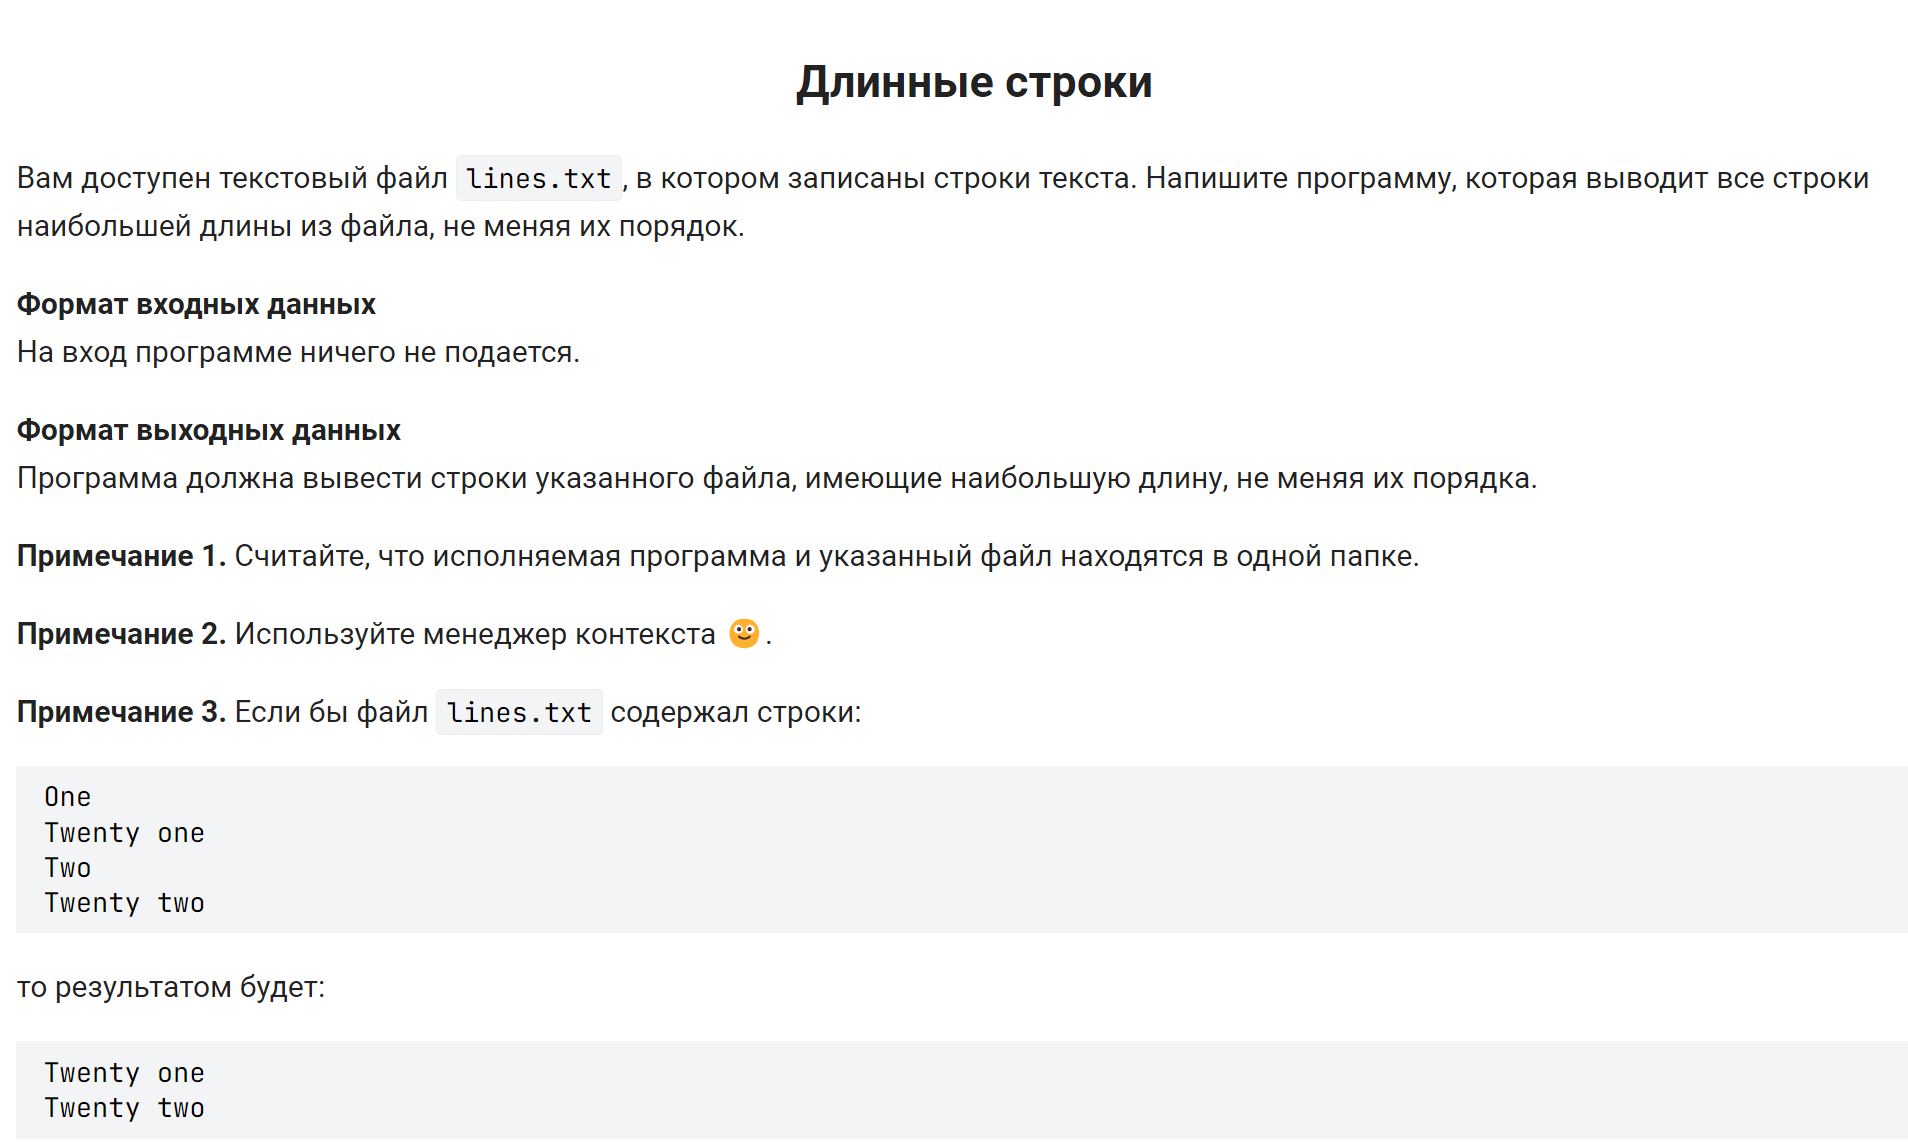 Длинные строки
Вам доступен текстовый файл lines.txt, в котором записаны строки текста. Напишите программу, которая выводит все строки
наибольшей длины из файла, не меняя их порядок.
Формат входных данных
На вход программе ничего не подается.
Формат выходных данных
Программа должна вывести строки указанного файла, имеющие наибольшую длину, не меняя их порядка.
Примечание 1. Считайте, что исполняемая программа и указанный файл находятся в одной папке.
Примечание 2. Используйте менеджер контекста 🙂.
Примечание 3. Если бы файл lines.txt содержал строки:
One
Twenty one
Two
Twenty two
то результатом будет:
Twenty one
Twenty two